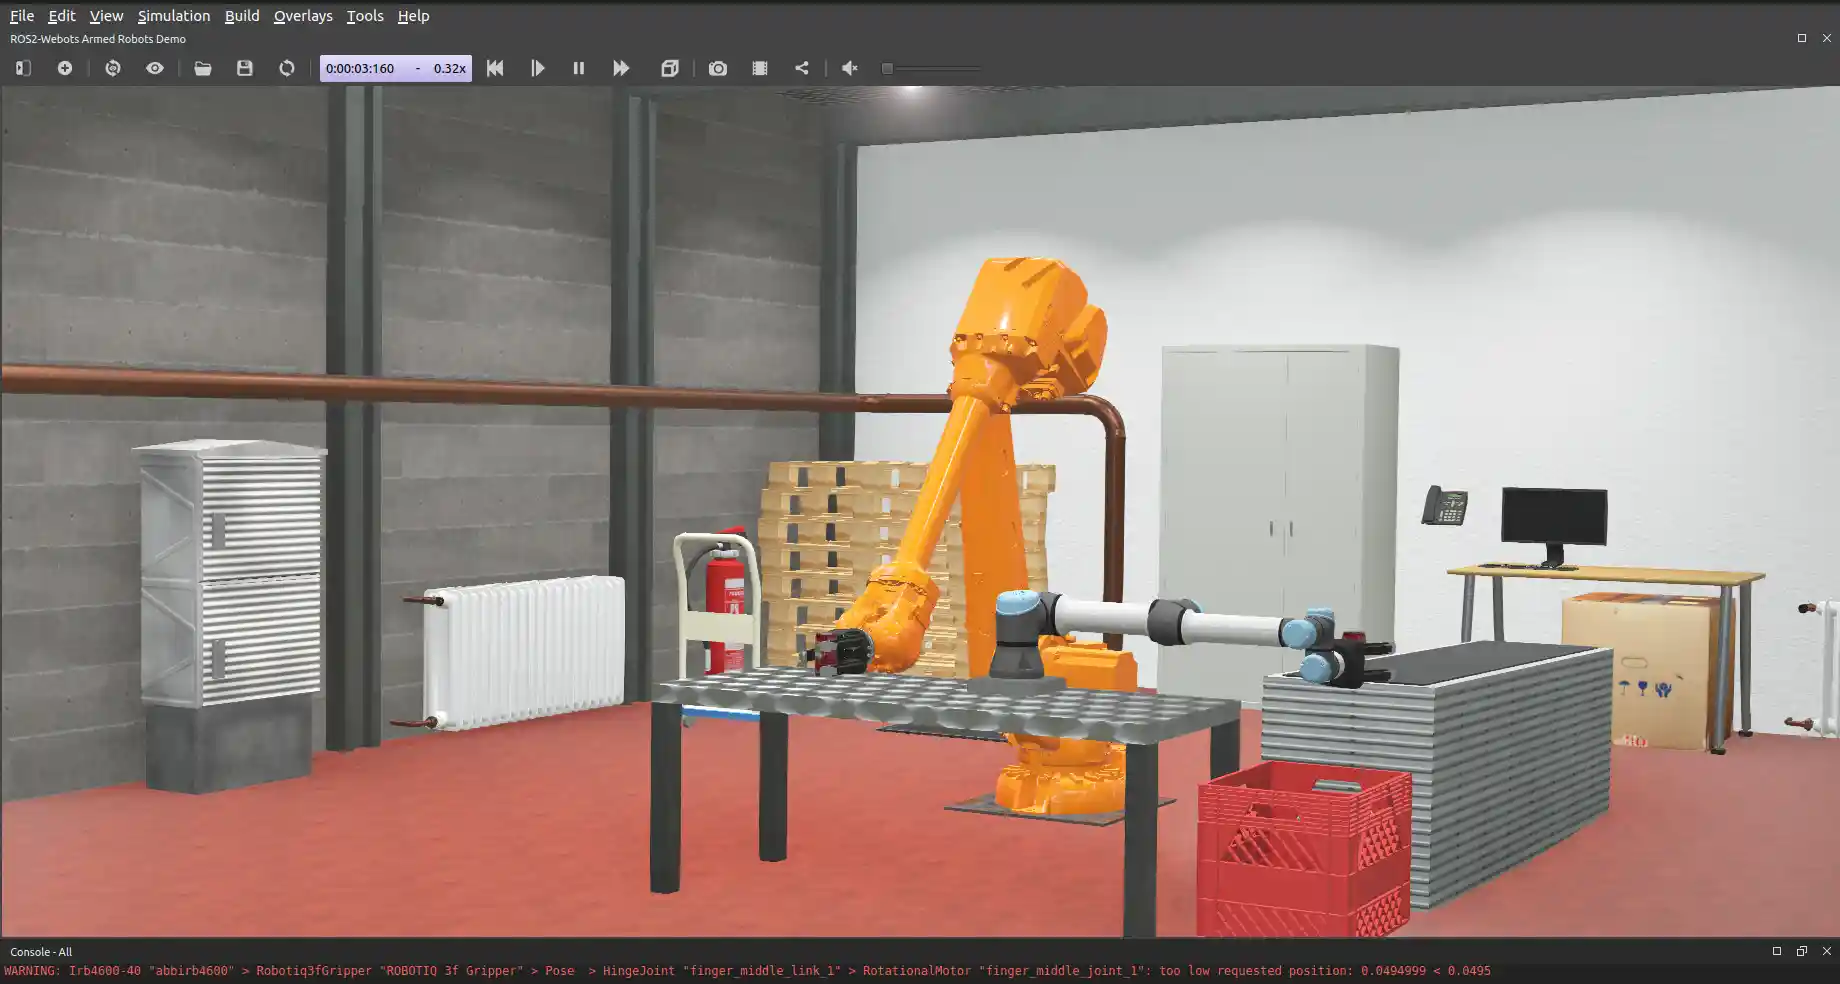 File Edit View Simulation Build Overlays Tools Help
ROS2-Webots Armed Robots Demo
0:00:03:160 - 0.32x
Console - All
WARNING: Irb4600-40 "abbirb4600" > Robotiq3fGripper "ROBOTIQ 3f Gripper" > Pose > HingeJoint "finger_middle_link_1" > RotationalMotor "finger_middle_joint_1": too low requested position: 0.0494999 < 0.0495